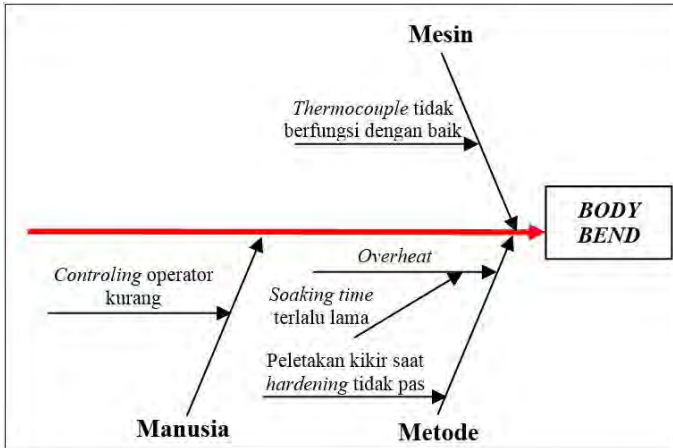 Mesin
Thermocouple tidak
berfungsi dengan baik
BODY
BEND
Controling operator
kurang
Overheat
Soaking time
terlalu lama
Peletakan kikir saat
hardening tidak pas
Manusia
Metode